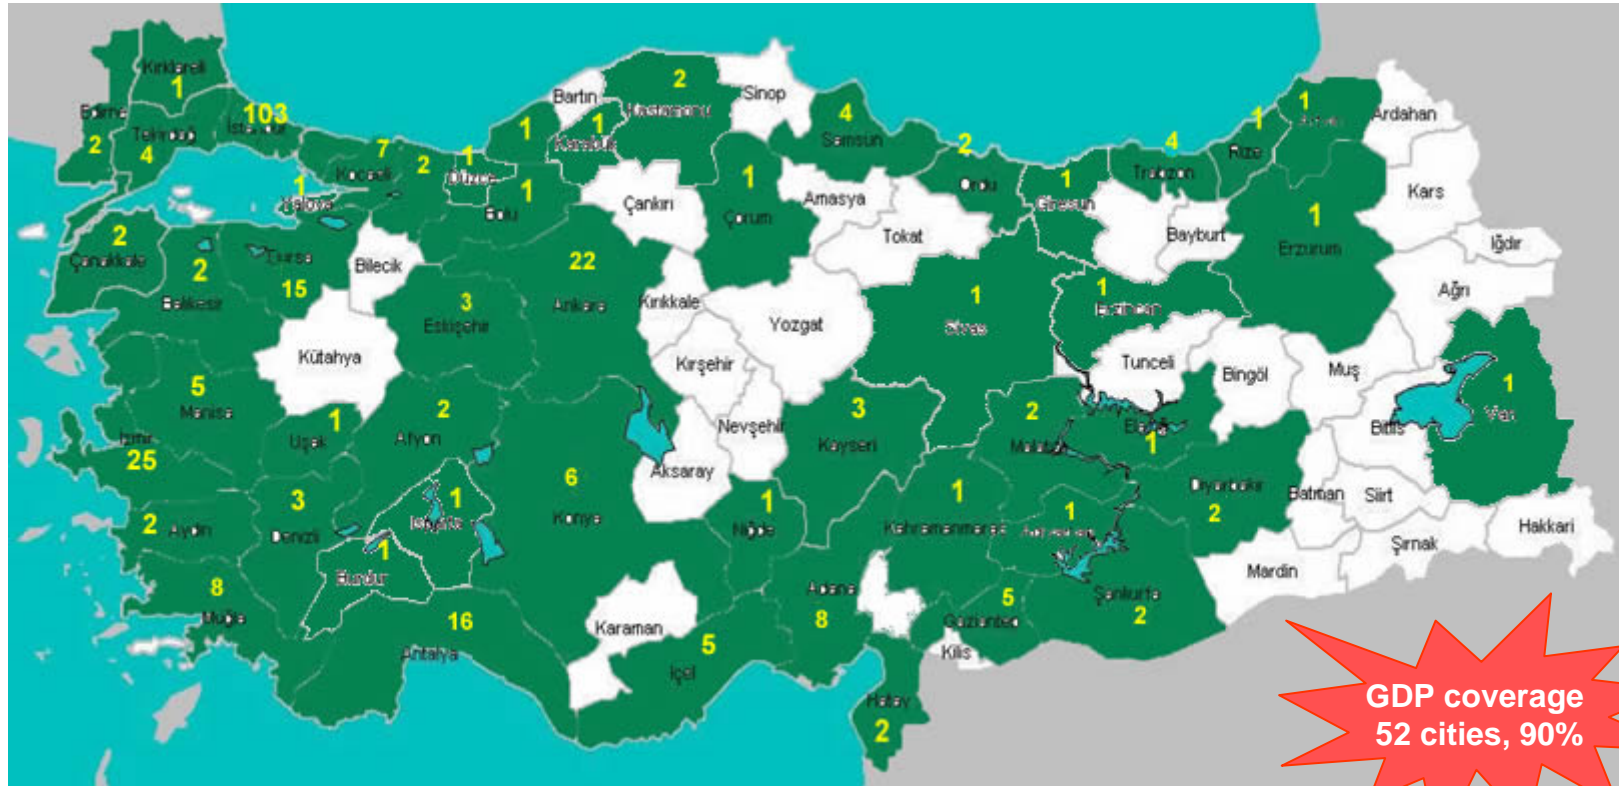 Kırklareli
1
Edirne
2
Tekirdağ
4
103
İstanbul
7
Kocaeli
2
1
Yalova
1
Düzce
1
Bolu
1
1
Karabük
Bartın
2
Kastamonu
Sinop
4
Samsun
2
Ordu
1
Giresun
4
Trabzon
1
Rize
1
Artvin
Ardahan
Kars
Iğdır
Ağrı
1
Erzurum
Bayburt
1
Erzincan
Tokat
Amasya
1
Çorum
Çankırı
22
Ankara
Kırıkkale
Yozgat
1
Sivas
Kırşehir
Nevşehir
Aksaray
3
Kayseri
2
Malatya
Elazığ
1
Tunceli
Bingöl
Muş
Bitlis
1
Van
Hakkari
Şırnak
Siirt
Batman
Mardin
Diyarbakır
2
Şanlıurfa
2
1
Adıyaman
1
Kahramanmaraş
5
Gaziantep
Kilis
Hatay
2
Adana
8
5
İçel
Karaman
1
Niğde
6
Konya
16
Antalya
1
Isparta
1
Burdur
2
Afyon
3
Eskişehir
Bilecik
Kütahya
1
Uşak
3
Denizli
8
Muğla
2
Aydın
İzmir
25
5
Manisa
2
Balıkesir
Bursa
15
2
Çanakkale
GDP coverage
52 cities, 90%